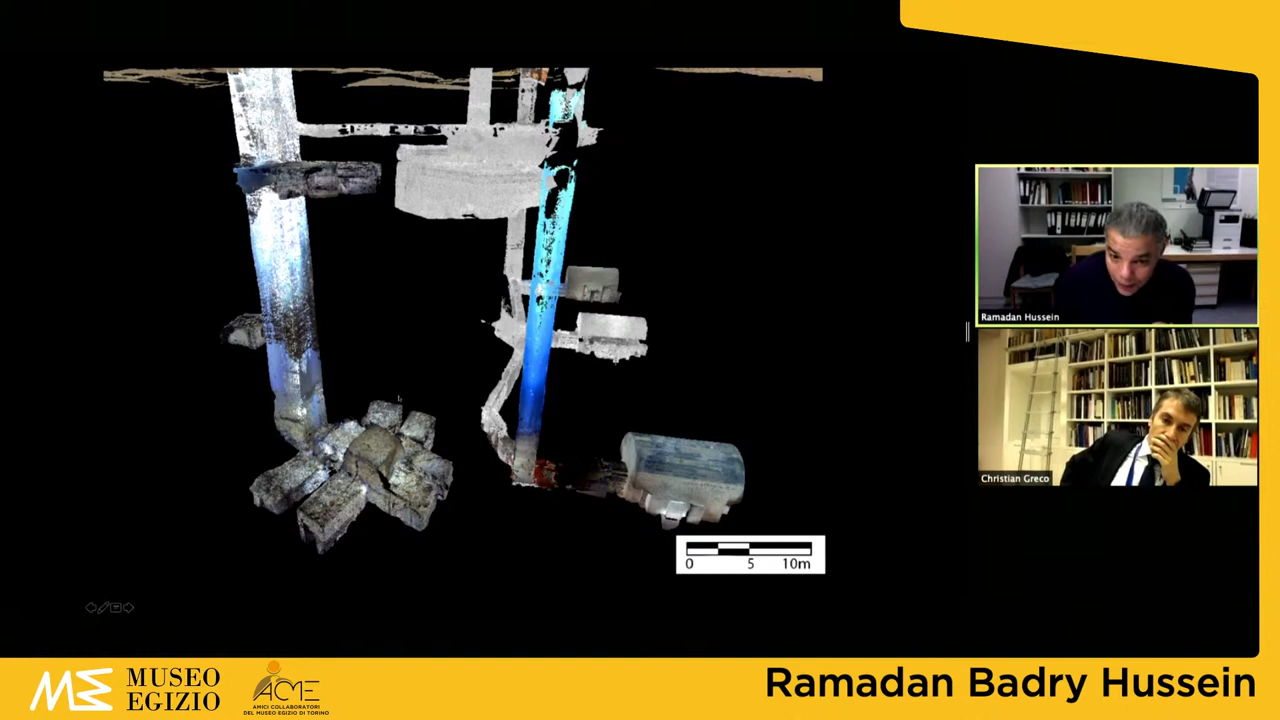 Ramadan Hussein
Christian Greco
0 5 10m
ME MUSEO
EGIZIO
ACME
AMICI COLLABORATORI
DEL MUSEO EGIZIO DI TORINO
Ramadan Badry Hussein